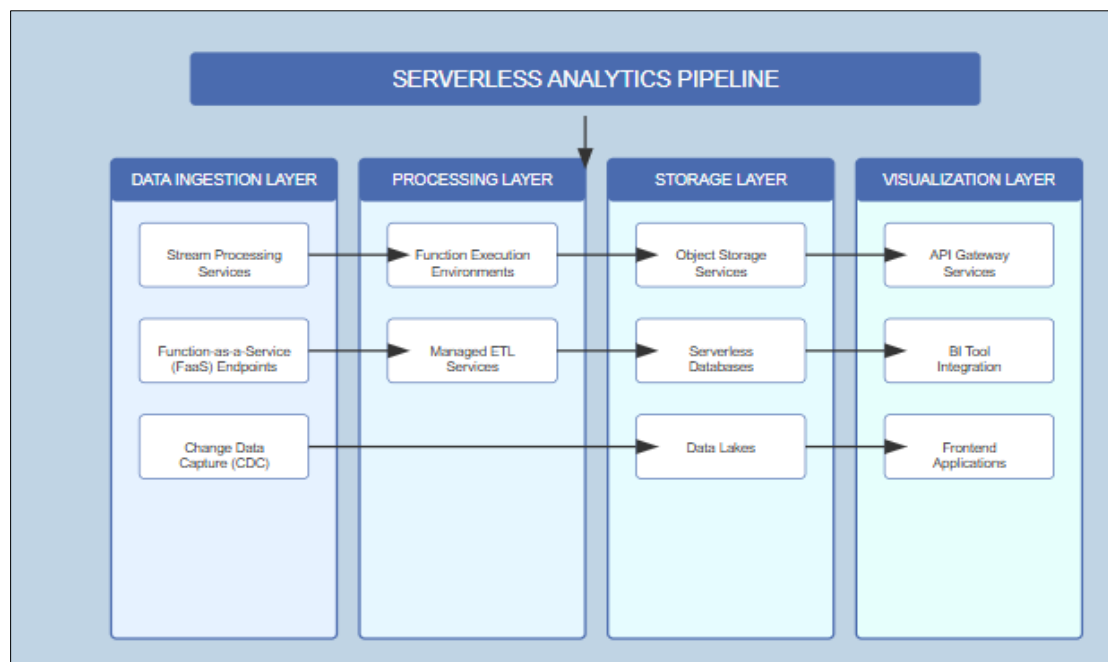 SERVERLESS ANALYTICS PIPELINE
DATA INGESTION LAYER
Stream Processing
Services
Function-as-a-Service
(FaaS) Endpoints
Change Data
Capture (CDC)
PROCESSING LAYER
Function Execution
Environments
Managed ETL
Services
STORAGE LAYER
Object Storage
Services
Serverless
Databases
Data Lakes
VISUALIZATION LAYER
API Gateway
Services
BI Tool
Integration
Frontend
Applications